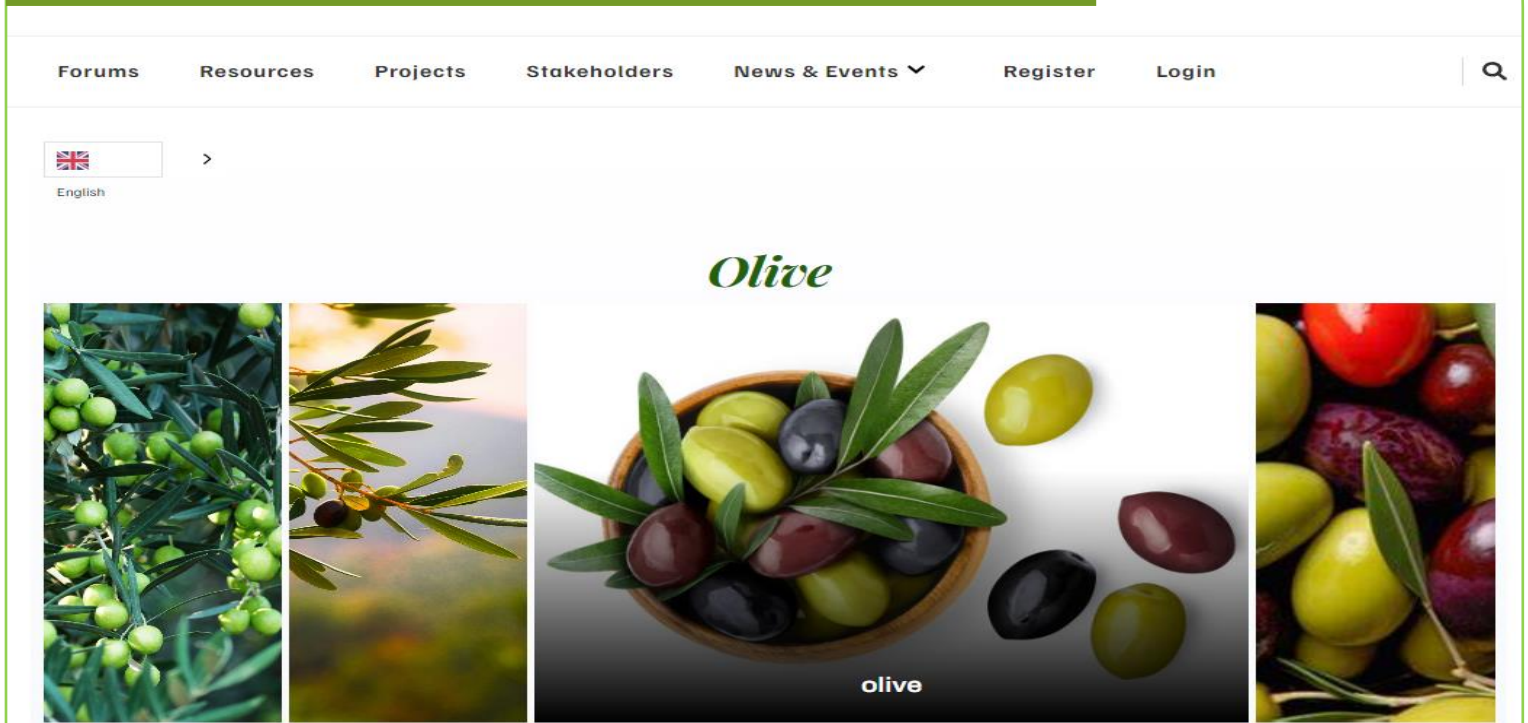 Forums Resources Projects Stakeholders News & Events Register Login
English
Olive
olive